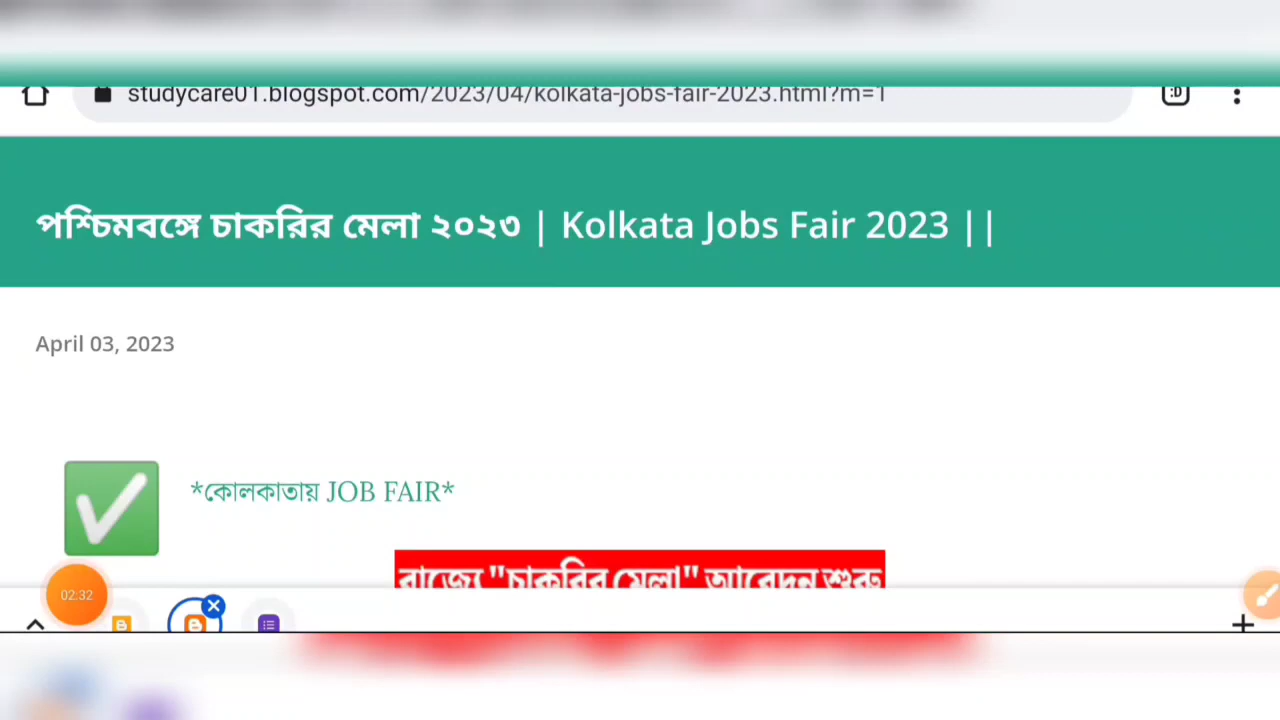 studycare01.blogspot.com/2023/04/kolkata-jobs-fair-2023.html?m=1
:D
পশ্চিমবঙ্গে চাকরির মেলা ২০২৩ | Kolkata Jobs Fair 2023 ||
April 03, 2023
*কোলকাতায় JOB FAIR*
রাজ্যে "চাকরির মেলা" আবেদন শুরু
02:32